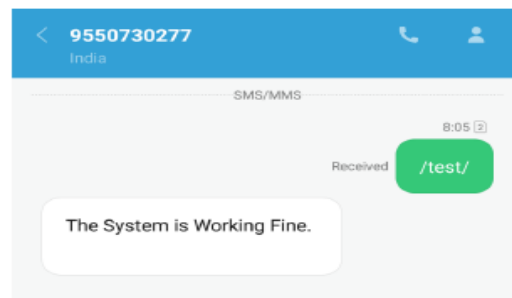 9550730277
India
SMS/MMS
8:05 2
Received /test/
The System is Working Fine.